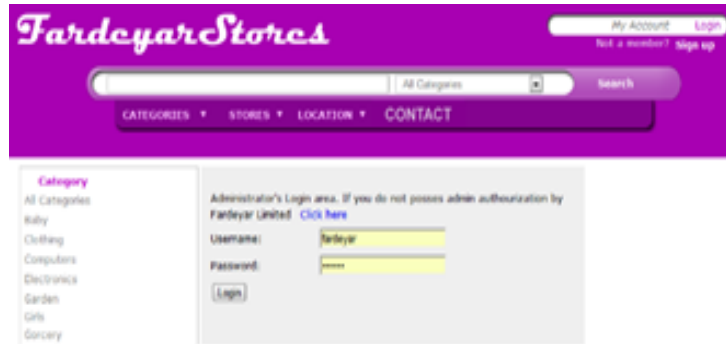 FardeyarStores
My Account Login
Not a member? Sign up
All Categories
Search
CATEGORIES ▼ STORES ▼ LOCATION ▼ CONTACT
Category
All Categories
Baby
Clothing
Computers
Electronics
Garden
Girls
Gorcery
Administrator's Login area. If you do not posses admin authourization by
Fardeyar Limited Click here
Username: fardeyar
Password: ••••••
Login